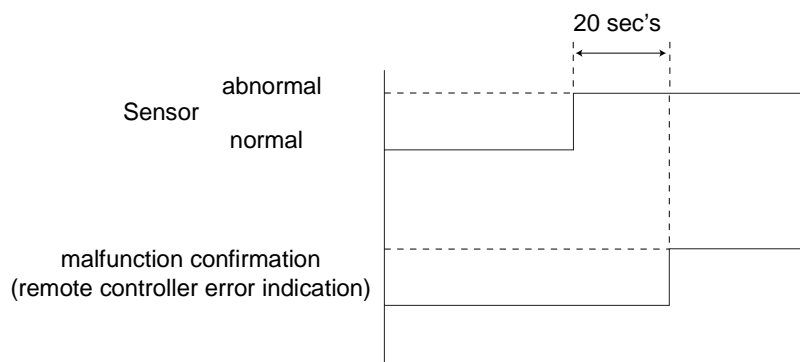 20 sec's
abnormal
Sensor
normal
malfunction confirmation
(remote controller error indication)